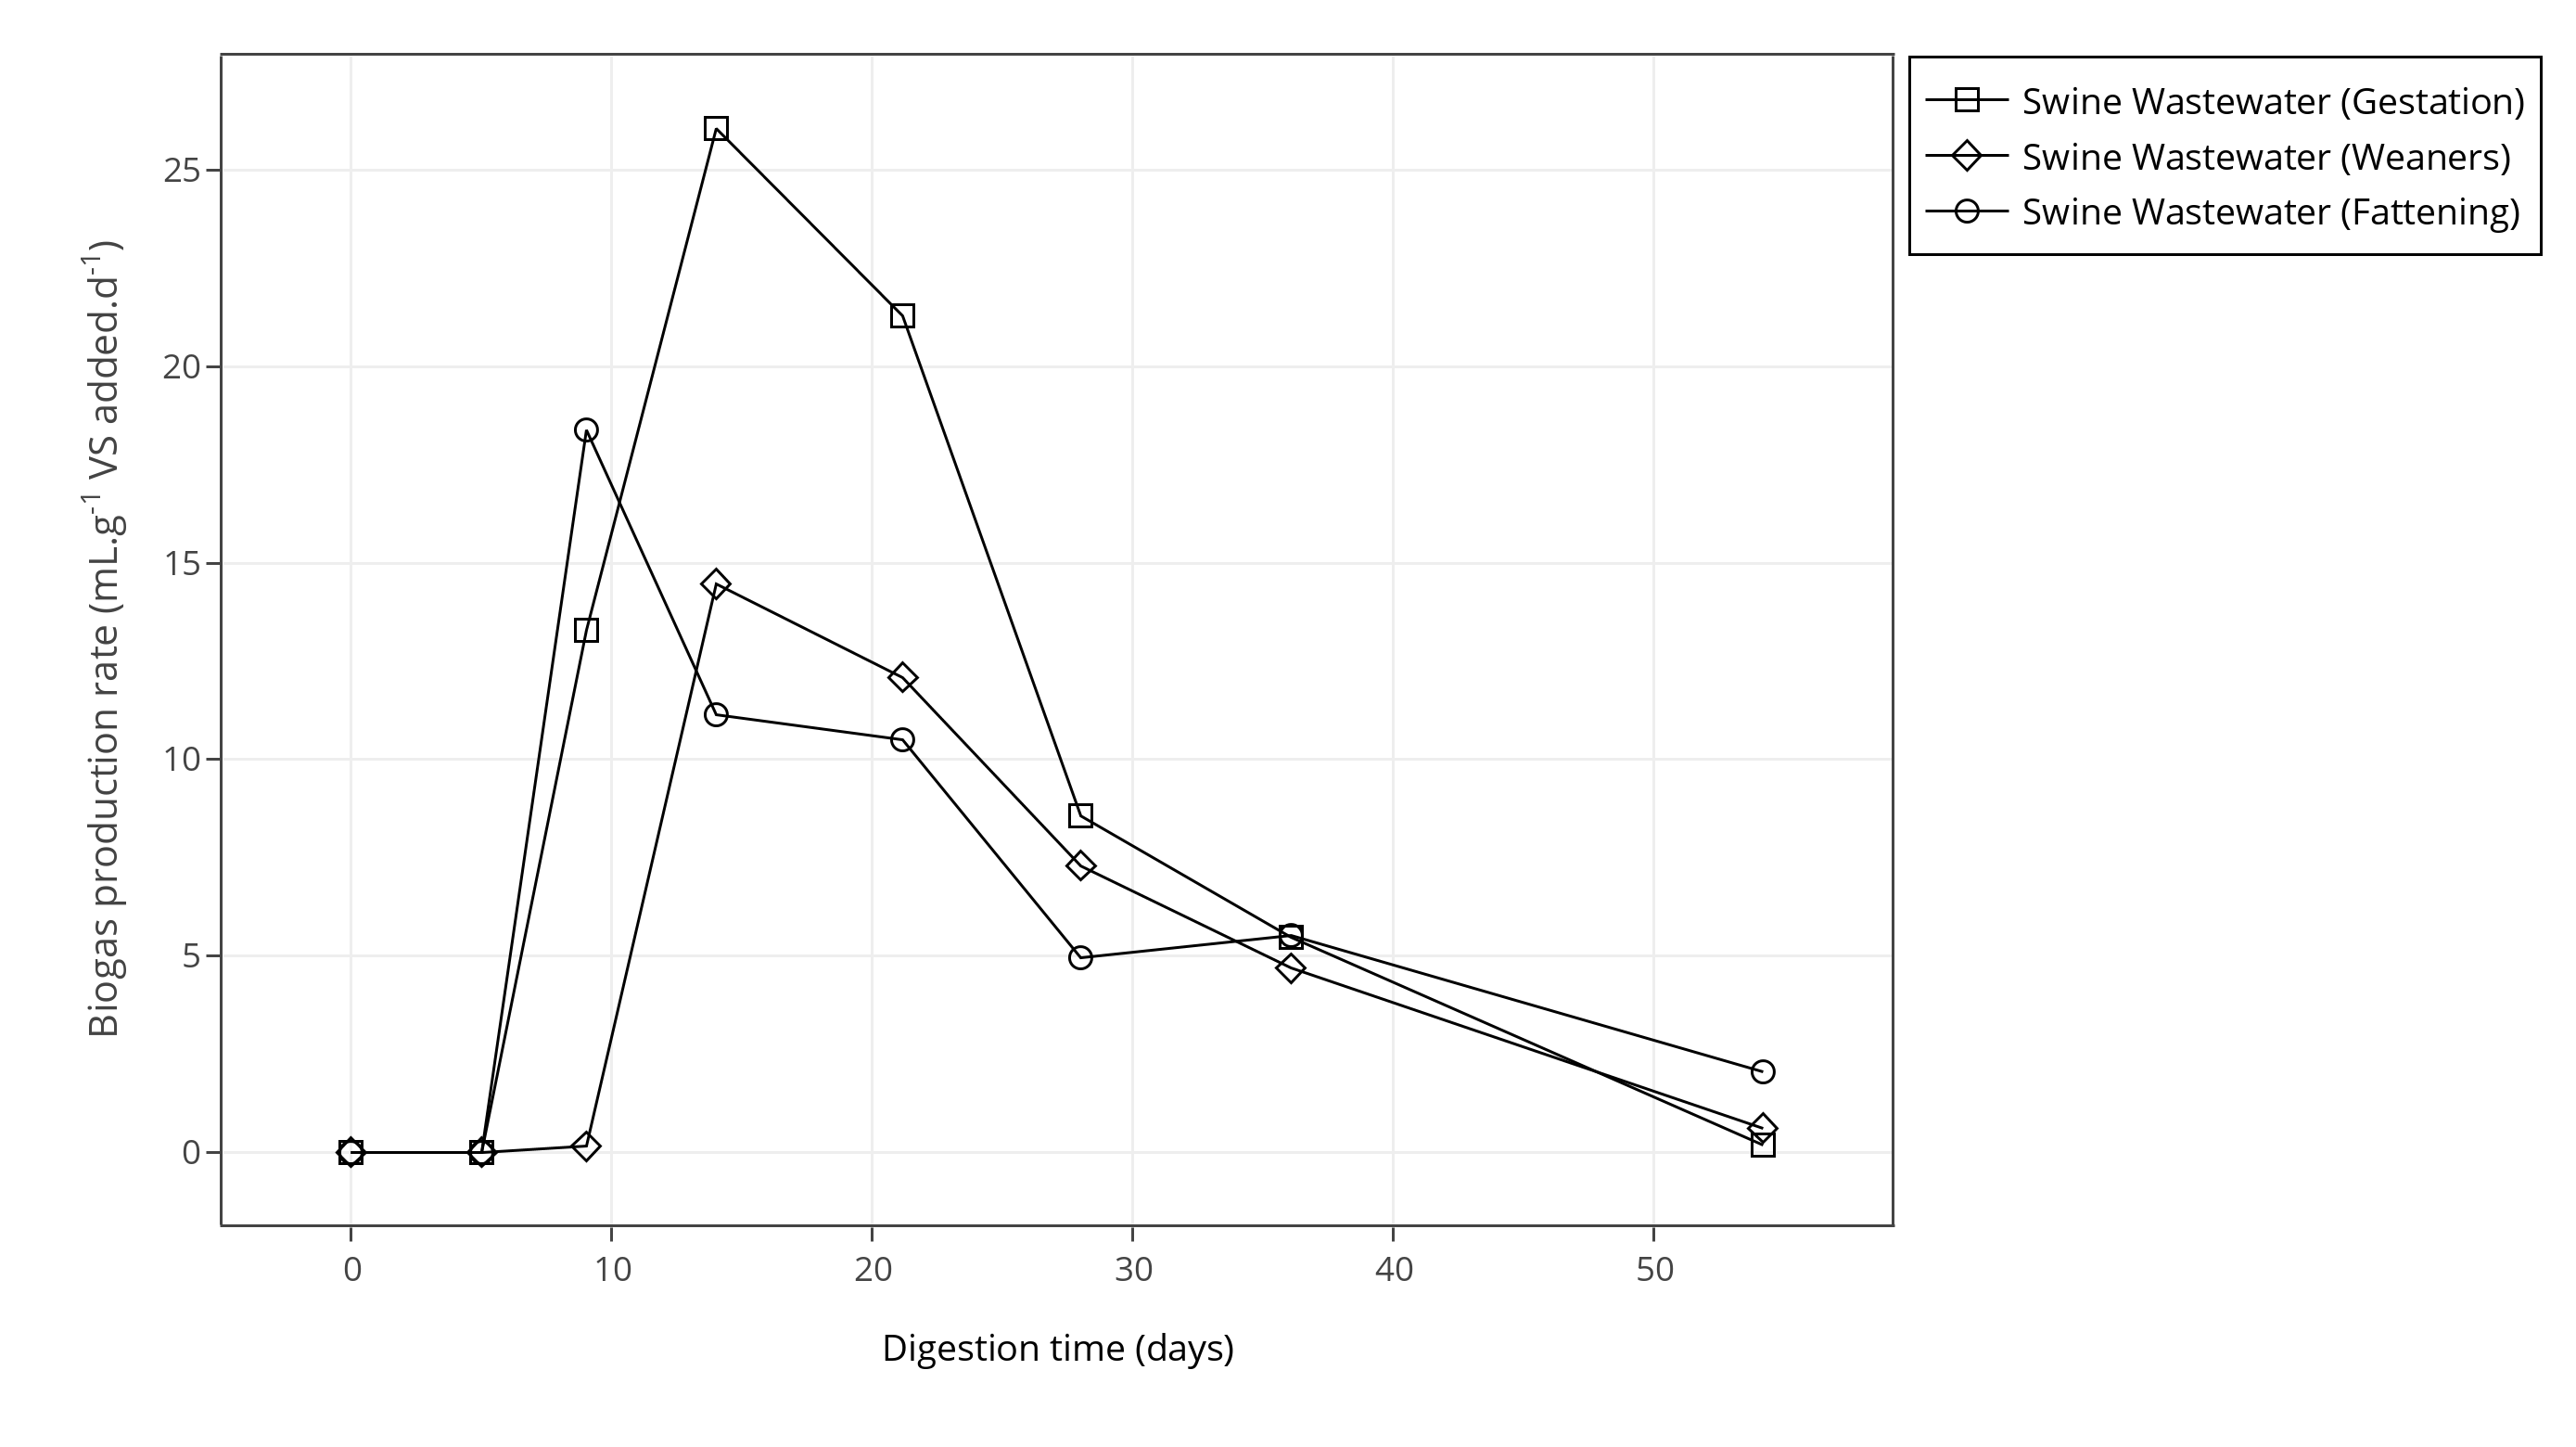 Swine Wastewater (Gestation)
Swine Wastewater (Weaners)
Swine Wastewater (Fattening)
Biogas production rate (mL.g⁻¹ VS added.d⁻¹)
25
20
15
10
5
0
0 10 20 30 40 50
Digestion time (days)